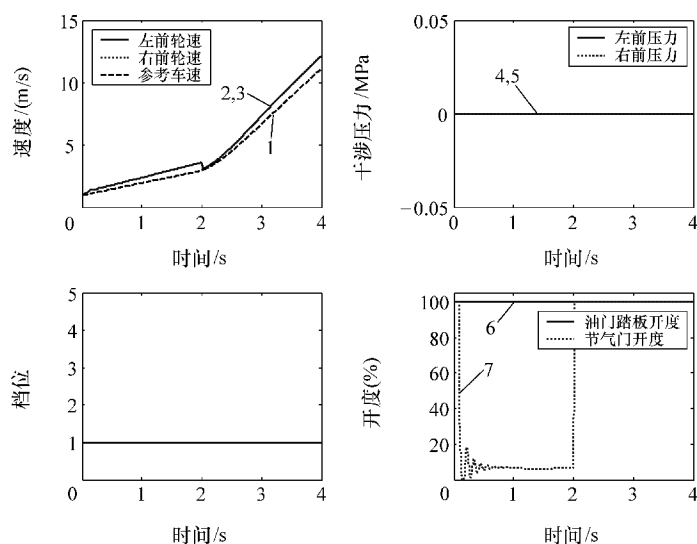 15
左前轮速
右前轮速
参考车速
10
2,3
5
1
0
1
2
3
4
速度/(m/s)
时间/s
0.05
左前压力
右前压力
4,5
0
−0.05
0
1
2
3
4
干涉压力/MPa
时间/s
5
4
3
2
1
0
1
2
3
4
档位
时间/s
100
油门踏板开度
节气门开度
6
80
7
60
40
20
0
1
2
3
4
开度(%)
时间/s